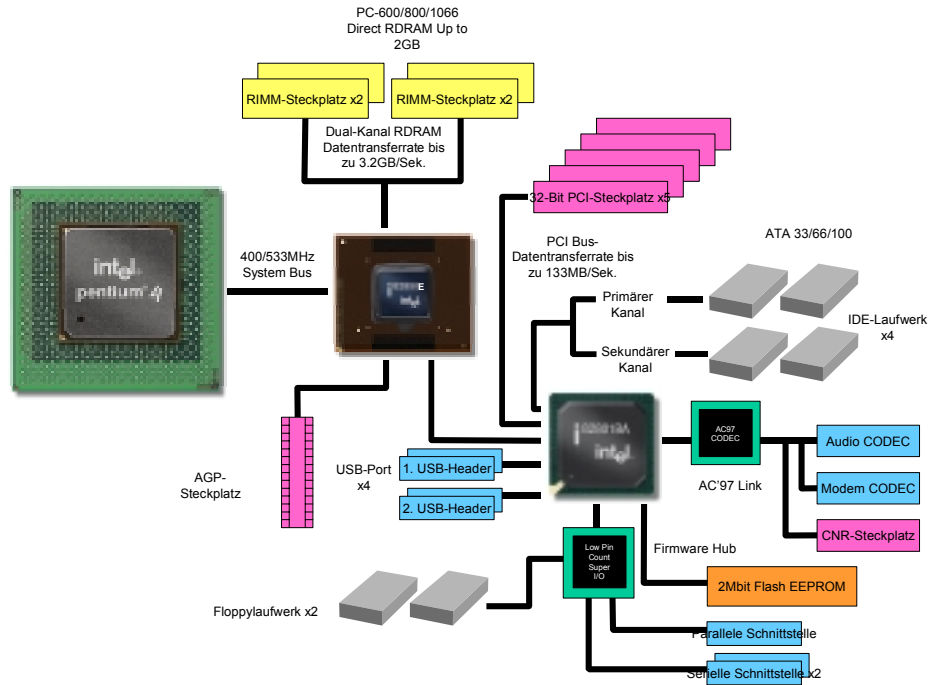 PC-600/800/1066
Direct RDRAM Up to
2GB
RIMM-Steckplatz x2
RIMM-Steckplatz x2
Dual-Kanal RDRAM
Datentransferrate bis
zu 3.2GB/Sek.
32-Bit PCI-Steckplatz x5
400/533MHz
System Bus
intel
pentium 4
E
intel
PCI Bus-
Datentransferrate bis
zu 133MB/Sek.
ATA 33/66/100
Primärer
Kanal
IDE-Laufwerk
x4
Sekundärer
Kanal
intel
AC97
CODEC
Audio CODEC
AGP-
Steckplatz
USB-Port
x4
1. USB-Header
2. USB-Header
AC'97 Link
Modem CODEC
CNR-Steckplatz
Low Pin
Count
Super
I/O
Firmware Hub
2Mbit Flash EEPROM
Floppylaufwerk x2
Parallele Schnittstelle
Serielle Schnittstelle x2